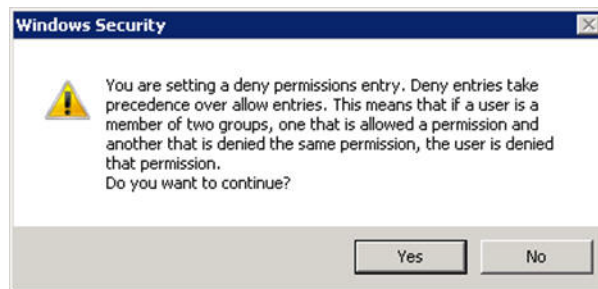 Windows Security
You are setting a deny permissions entry. Deny entries take
precedence over allow entries. This means that if a user is a
member of two groups, one that is allowed a permission and
another that is denied the same permission, the user is denied
that permission.
Do you want to continue?
Yes No